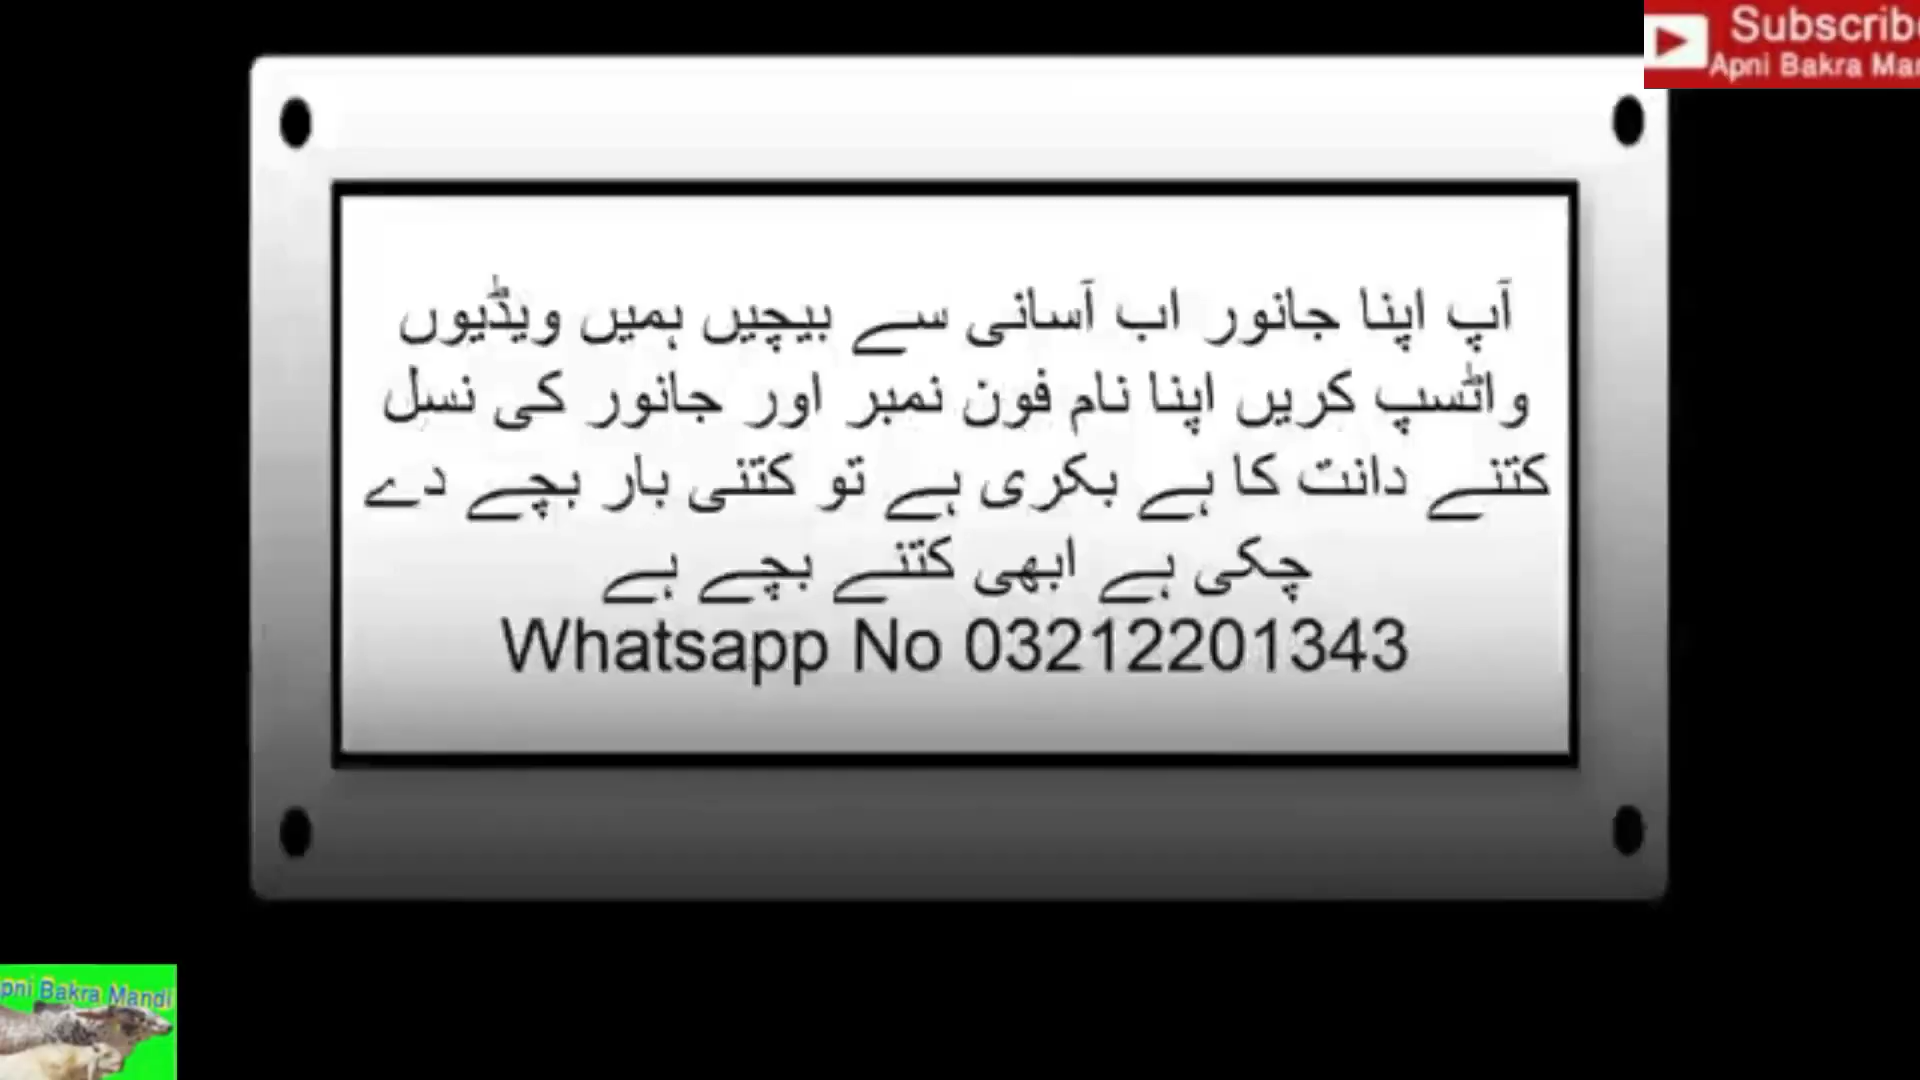 Subscribe
Apni Bakra Man
آپ اپنا جانور اب آسانی سے بیچیں ہمیں ویڈیوں
واٹسپ کریں اپنا نام فون نمبر اور جانور کی نسل
کتنے دانت کا ہے بکری ہے تو کتنی بار بچے دے
چکی ہے ابھی کتنے بچے ہے
Whatsapp No 03212201343
pni Bakra Mandi